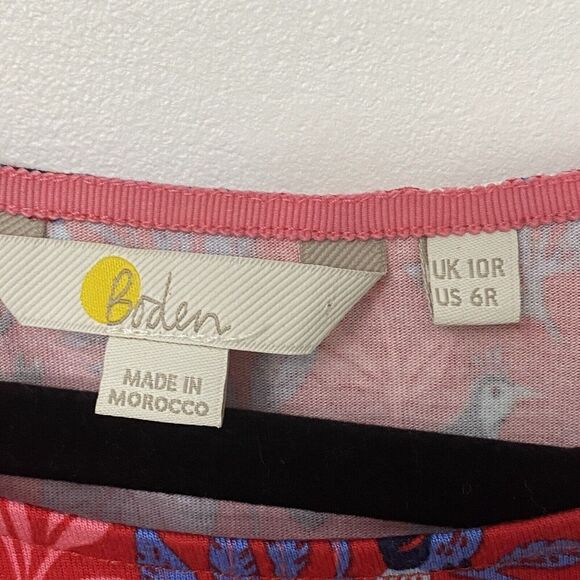 Boden
MADE IN
MOROCCO
UK 10R
US 6R